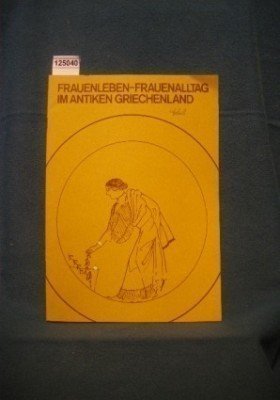 125040
FRAUENLEBEN-FRAUENALLTAG
IM ANTIKEN GRIECHENLAND